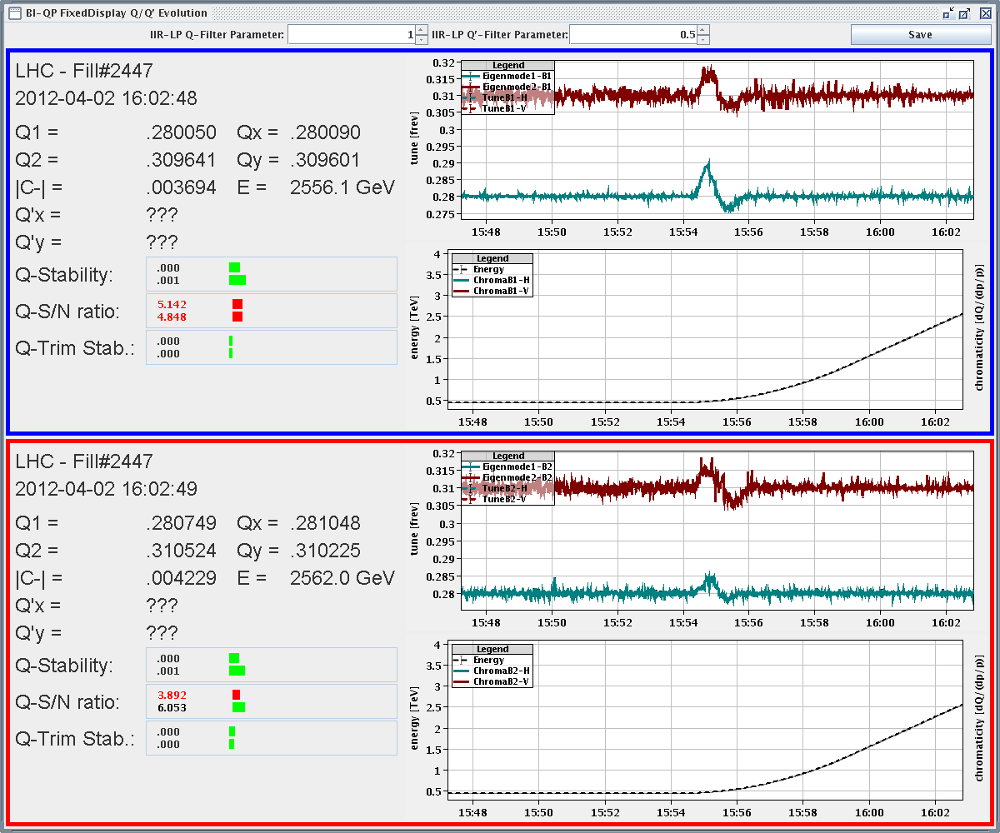 BI-QP FixedDisplay Q/Q' Evolution
IIR-LP Q-Filter Parameter: 1 IIR-LP Q'-Filter Parameter: 0.5 Save
LHC - Fill#2447
2012-04-02 16:02:48
Q1 = .280050 Qx = .280090
Q2 = .309641 Qy = .309601
|C-| = .003694 E = 2556.1 GeV
Q'x = ???
Q'y = ???
Q-Stability: .000
.001
Q-S/N ratio: 5.142
4.848
Q-Trim Stab.: .000
.000
tune [frev]
0.32
0.315
0.31
0.305
0.3
0.295
0.29
0.285
0.28
0.275
Legend
Eigenmode1-B1
Eigenmode2-B1
TuneB1-H
TuneB1-V
15:48 15:50 15:52 15:54 15:56 15:58 16:00 16:02
energy [TeV]
4
3.5
3
2.5
2
1.5
1
0.5
Legend
Energy
ChromaB1-H
ChromaB1-V
chromaticity [dQ/(dp/p)]
15:48 15:50 15:52 15:54 15:56 15:58 16:00 16:02
LHC - Fill#2447
2012-04-02 16:02:49
Q1 = .280749 Qx = .281048
Q2 = .310524 Qy = .310225
|C-| = .004229 E = 2562.0 GeV
Q'x = ???
Q'y = ???
Q-Stability: .000
.001
Q-S/N ratio: 3.892
6.053
Q-Trim Stab.: .000
.000
tune [frev]
0.32
0.315
0.31
0.305
0.3
0.295
0.29
0.285
0.28
Legend
Eigenmode1-B2
Eigenmode2-B2
TuneB2-H
TuneB2-V
15:48 15:50 15:52 15:54 15:56 15:58 16:00 16:02
energy [TeV]
4
3.5
3
2.5
2
1.5
1
0.5
Legend
Energy
ChromaB2-H
ChromaB2-V
chromaticity [dQ/(dp/p)]
15:48 15:50 15:52 15:54 15:56 15:58 16:00 16:02